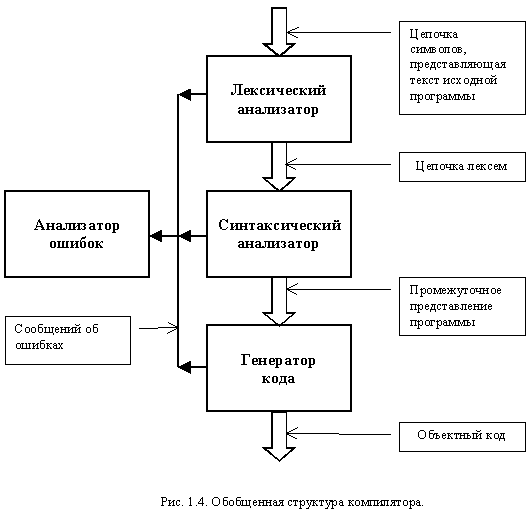 Цепочка
символов,
представляющая
текст исходной
программы
Лексический
анализатор
Цепочка лексем
Анализатор
ошибок
Синтаксический
анализатор
Промежуточное
представление
программы
Сообщений об
ошибках
Генератор
кода
Объектный код
Рис. 1.4. Обобщенная структура компилятора.